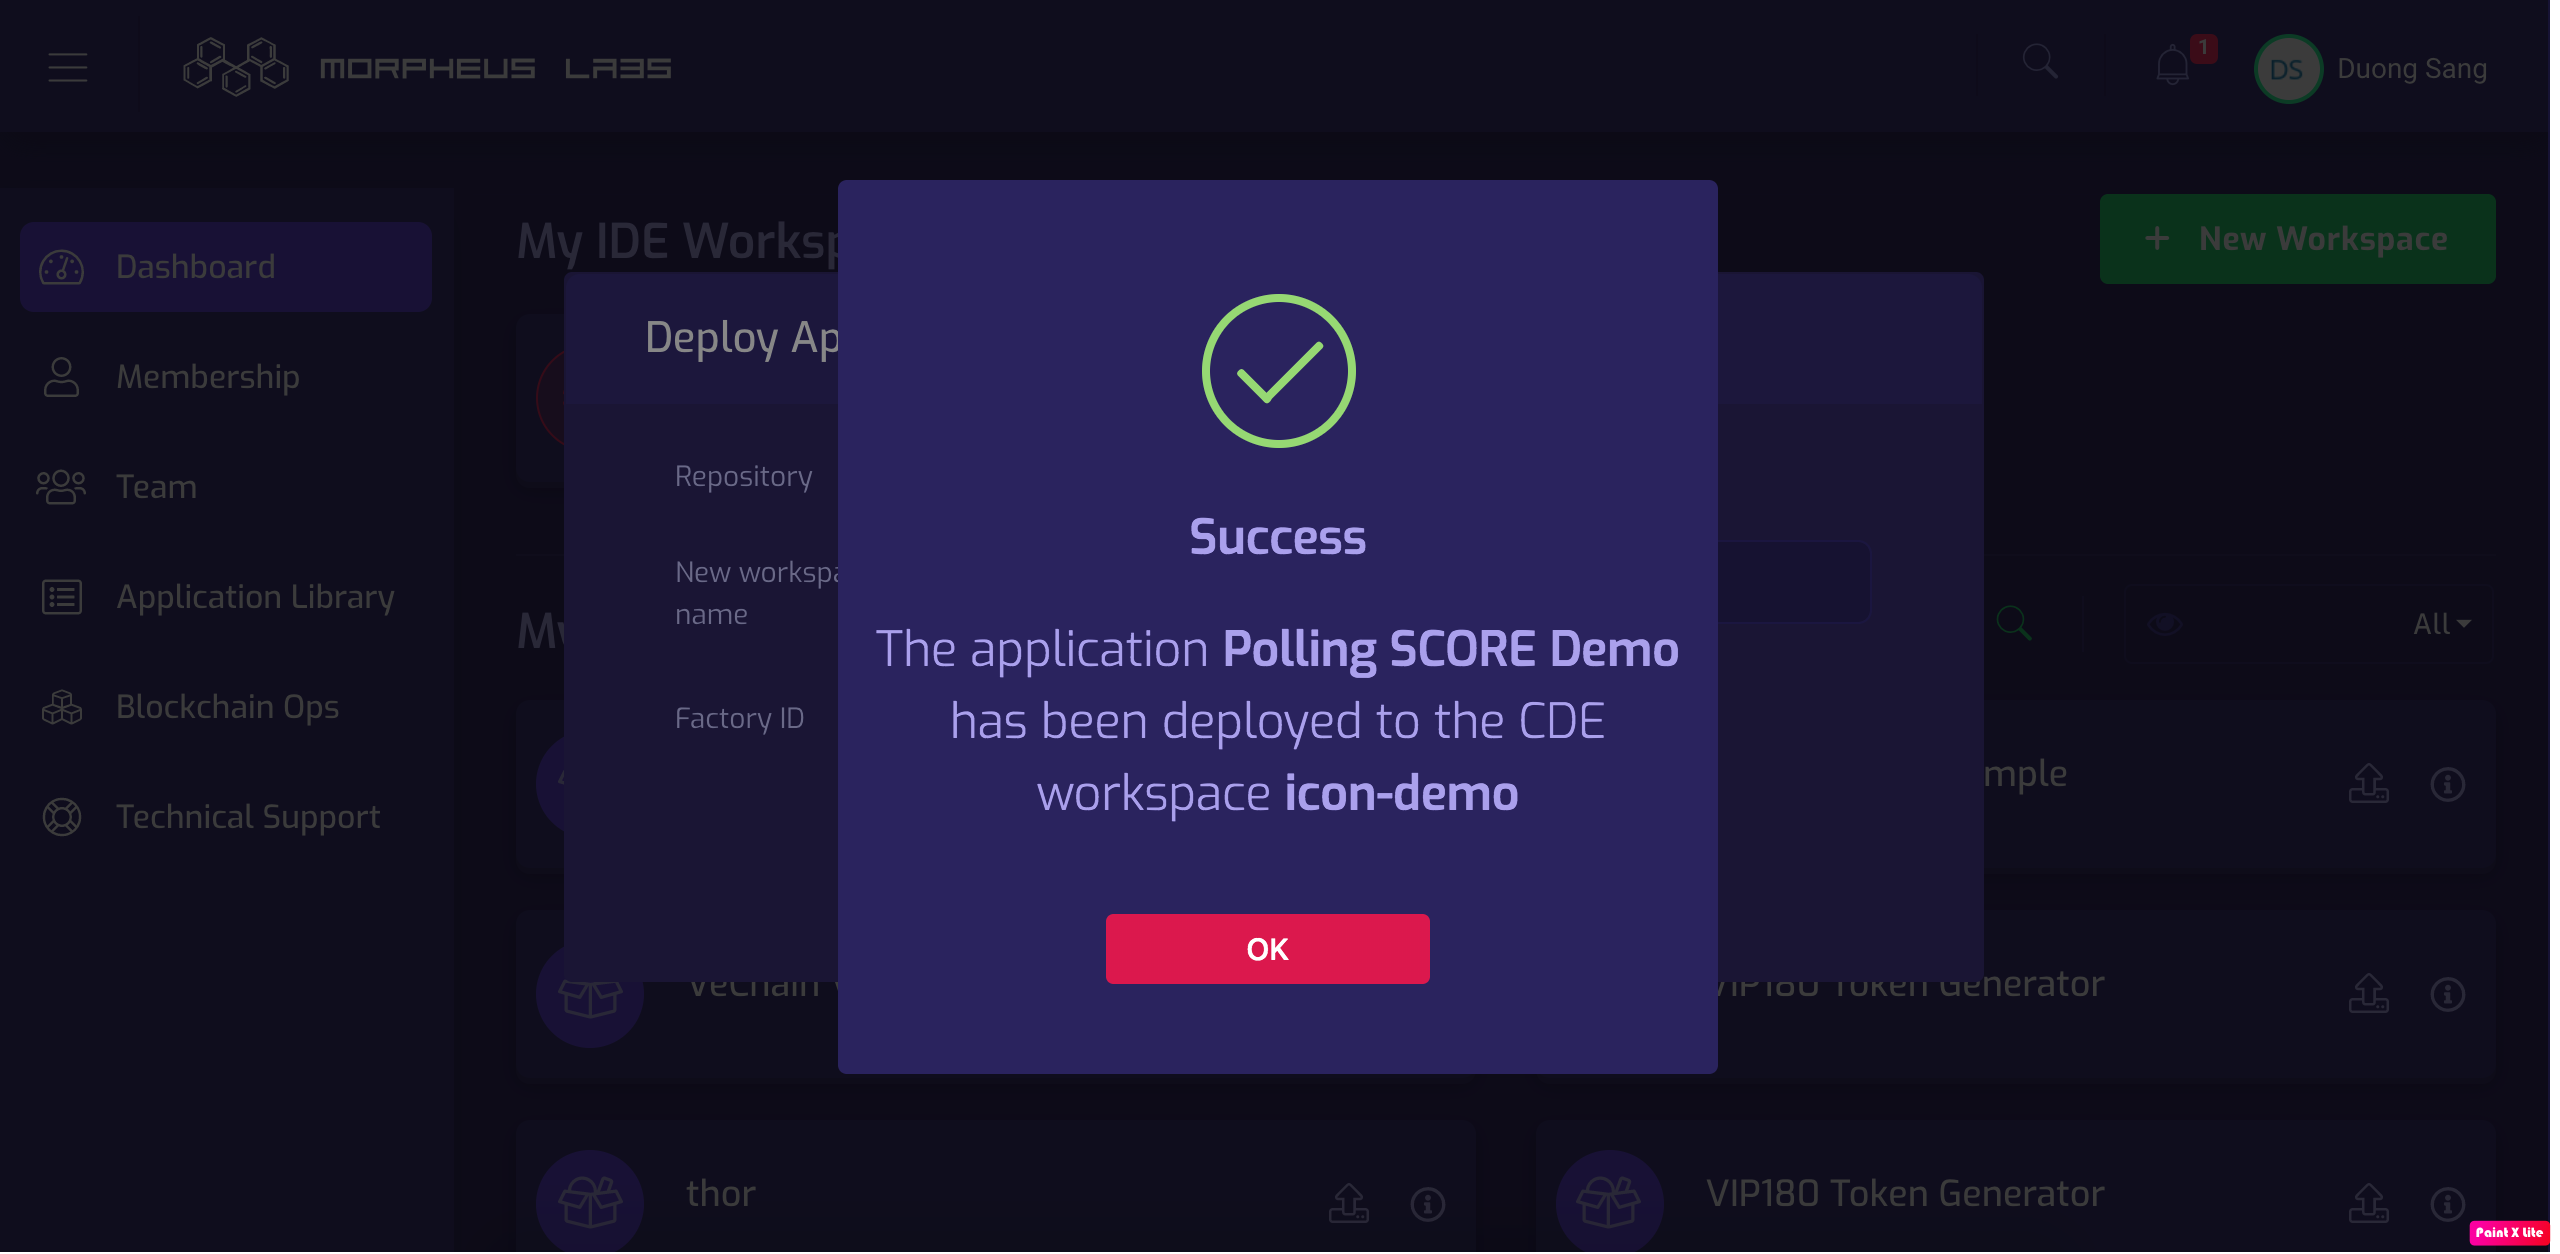 MORPHEUS LABS
1
DS
Duong Sang
Dashboard
Membership
Team
Application Library
Blockchain Ops
Technical Support
My IDE Worksp
+ New Workspace
Deploy Ap
Repository
New workspa
name
Factory ID
Success
The application Polling SCORE Demo
has been deployed to the CDE
workspace icon-demo
OK
My
All
mple
VeChain
VIP180 Token Generator
thor
VIP180 Token Generator
Paint X Lite